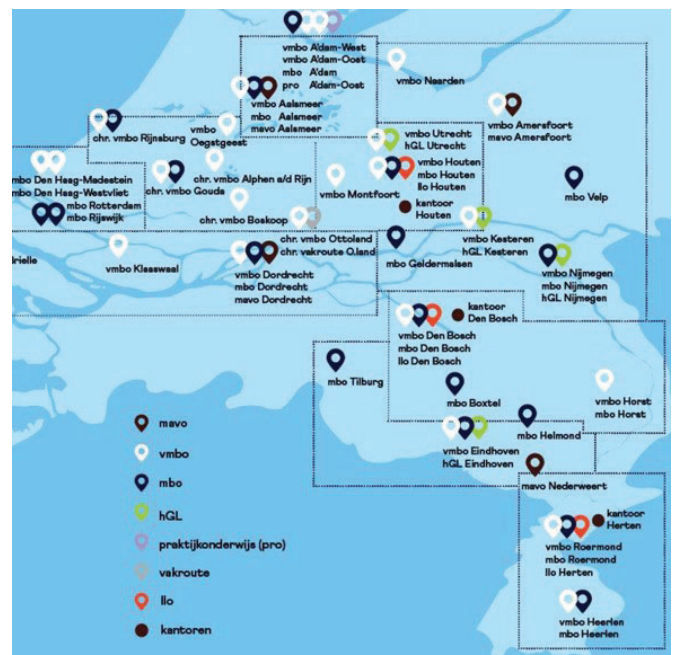 vmbo A'dam-West
vmbo A'dam-Oost
mbo A'dam
pro A'dam-Oost
vmbo Naarden
vmbo Aalsmeer
mbo Aalsmeer
mavo Aalsmeer
vmbo Amersfoort
mavo Amersfoort
chr. vmbo Rijnsburg
vmbo
Oegstgeest
vmbo Utrecht
hGL Utrecht
mbo Den Haag-Madestein
mbo Den Haag-Westvliet
chr. vmbo Alphen a/d Rijn
chr. vmbo Gouda
vmbo Montfoort
vmbo Houten
mbo Houten
llo Houten
mbo Velp
mbo Rotterdam
mbo Rijswijk
chr. vmbo Boskoop
kantoor
Houten
chr. vmbo Ottoland
chr. vakroute O.land
vmbo Kesteren
hGL Kesteren
rielle
vmbo Klaaswaal
vmbo Dordrecht
mbo Dordrecht
mavo Dordrecht
mbo Geldermalsen
vmbo Nijmegen
mbo Nijmegen
hGL Nijmegen
kantoor
Den Bosch
vmbo Den Bosch
mbo Den Bosch
llo Den Bosch
mbo Tilburg
mbo Boxtel
vmbo Horst
mbo Horst
mbo Helmond
vmbo Eindhoven
hGL Eindhoven
mavo Nederweert
kantoor
Herten
vmbo Roermond
mbo Roermond
llo Herten
vmbo Heerlen
mbo Heerlen
mavo
vmbo
mbo
hGL
praktijkonderwijs (pro)
vakroute
llo
kantoren